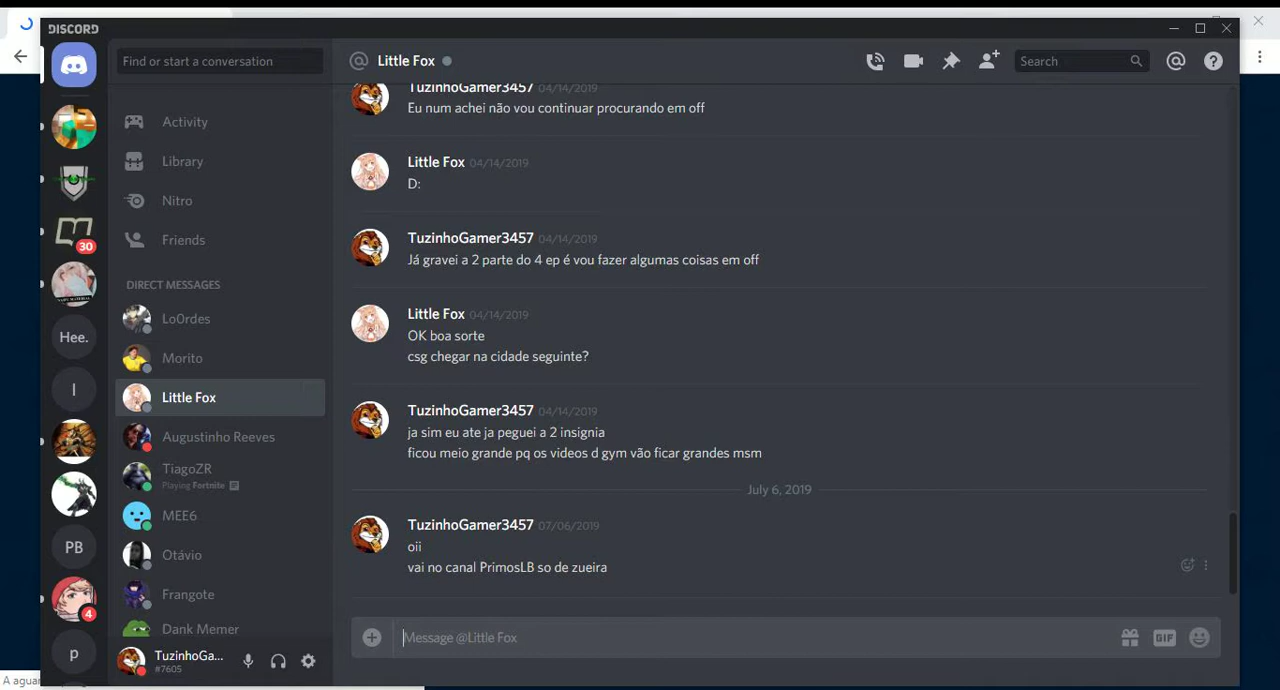 DISCORD
Find or start a conversation
Little Fox
Search
Activity
Library
Nitro
Friends
DIRECT MESSAGES
Lo0rdes
Morito
Little Fox
Augustinho Reeves
TiagoZR
Playing Fortnite
MEE6
Otávio
Frangote
Dank Memer
TuzinhoGa...
#7605
30
Hee.
I
PB
4
p
TuzinhoGamer3457 04/14/2019
Eu num achei não vou continuar procurando em off
Little Fox 04/14/2019
D:
TuzinhoGamer3457 04/14/2019
Já gravei a 2 parte do 4 ep é vou fazer algumas coisas em off
Little Fox 04/14/2019
OK boa sorte
csg chegar na cidade seguinte?
TuzinhoGamer3457 04/14/2019
ja sim eu ate ja peguei a 2 insignia
ficou meio grande pq os videos d gym vão ficar grandes msm
July 6, 2019
TuzinhoGamer3457 07/06/2019
oii
vai no canal PrimosLB so de zueira
Message @Little Fox
GIF
A aguar